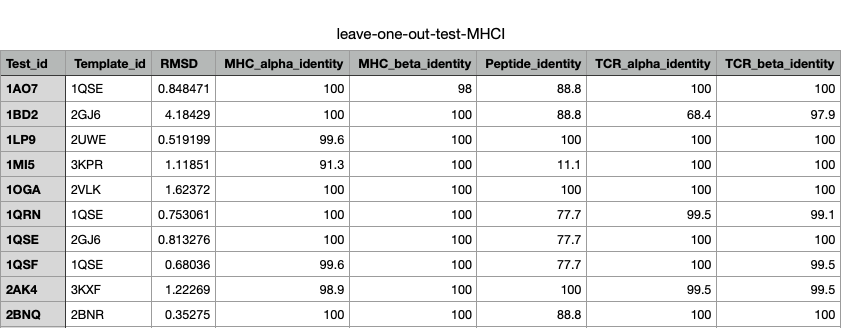 leave-one-out-test-MHCI
Test_id Template_id RMSD MHC_alpha_identity MHC_beta_identity Peptide_identity TCR_alpha_identity TCR_beta_identity
1AO7 1QSE 0.848471 100 98 88.8 100 100
1BD2 2GJ6 4.18429 100 100 88.8 68.4 97.9
1LP9 2UWE 0.519199 99.6 100 100 100 100
1MI5 3KPR 1.11851 91.3 100 11.1 100 100
1OGA 2VLK 1.62372 100 100 100 100 100
1QRN 1QSE 0.753061 100 100 77.7 99.5 99.1
1QSE 2GJ6 0.813276 100 100 77.7 100 100
1QSF 1QSE 0.68036 99.6 100 77.7 100 99.5
2AK4 3KXF 1.22269 98.9 100 100 99.5 99.5
2BNQ 2BNR 0.35275 100 100 88.8 100 100